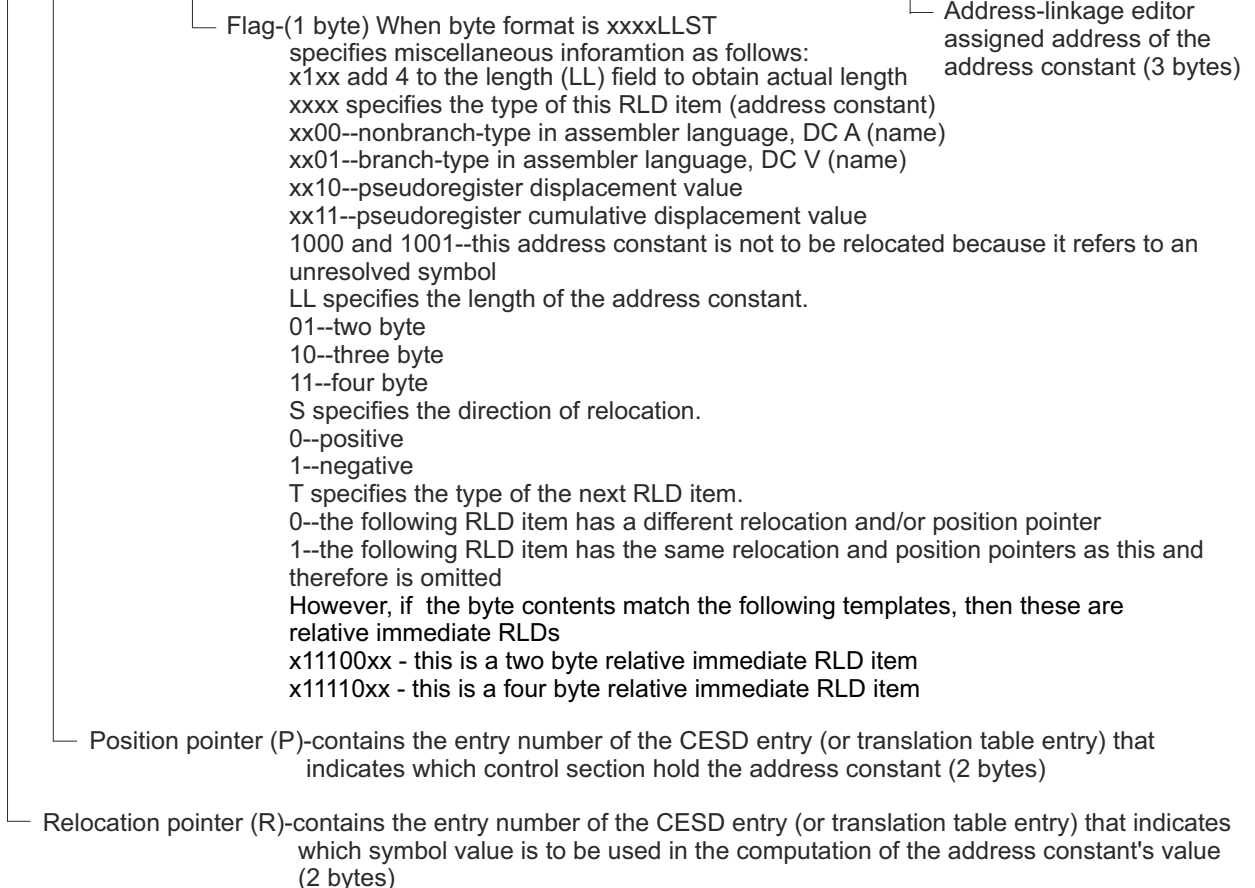 Address-linkage editor
assigned address of the
address constant (3 bytes)
Flag-(1 byte) When byte format is xxxxLLST
specifies miscellaneous inforamtion as follows:
x1xx add 4 to the length (LL) field to obtain actual length
xxxx specifies the type of this RLD item (address constant)
xx00--nonbranch-type in assembler language, DC A (name)
xx01--branch-type in assembler language, DC V (name)
xx10--pseudoregister displacement value
xx11--pseudoregister cumulative displacement value
1000 and 1001--this address constant is not to be relocated because it refers to an
unresolved symbol
LL specifies the length of the address constant.
01--two byte
10--three byte
11--four byte
S specifies the direction of relocation.
0--positive
1--negative
T specifies the type of the next RLD item.
0--the following RLD item has a different relocation and/or position pointer
1--the following RLD item has the same relocation and position pointers as this and
therefore is omitted
However, if  the byte contents match the following templates, then these are
relative immediate RLDs
x11100xx - this is a two byte relative immediate RLD item
x11110xx - this is a four byte relative immediate RLD item
Position pointer (P)-contains the entry number of the CESD entry (or translation table entry) that
indicates which control section hold the address constant (2 bytes)
Relocation pointer (R)-contains the entry number of the CESD entry (or translation table entry) that indicates
which symbol value is to be used in the computation of the address constant's value
(2 bytes)